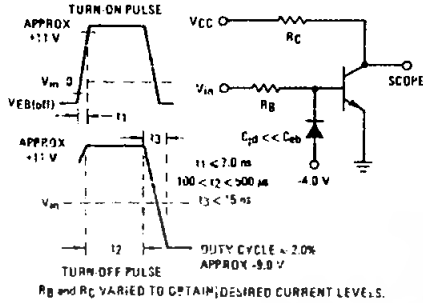 TURN-ON PULSE
APPROX
+11 V
Vin 0
VEB(off)
t1
VCC
RC
SCOPE
Vin
RB
Cjd << Ceb
-4.0 V
APPROX
+11 V
t3
t1 < 7.0 ns
100 < t2 < 500 µs
t3 < 15 ns
Vin
t2
DUTY CYCLE ≈ 2.0%
APPROX -9.0 V
TURN-OFF PULSE
RB and RC VARIED TO OBTAIN DESIRED CURRENT LEVELS.